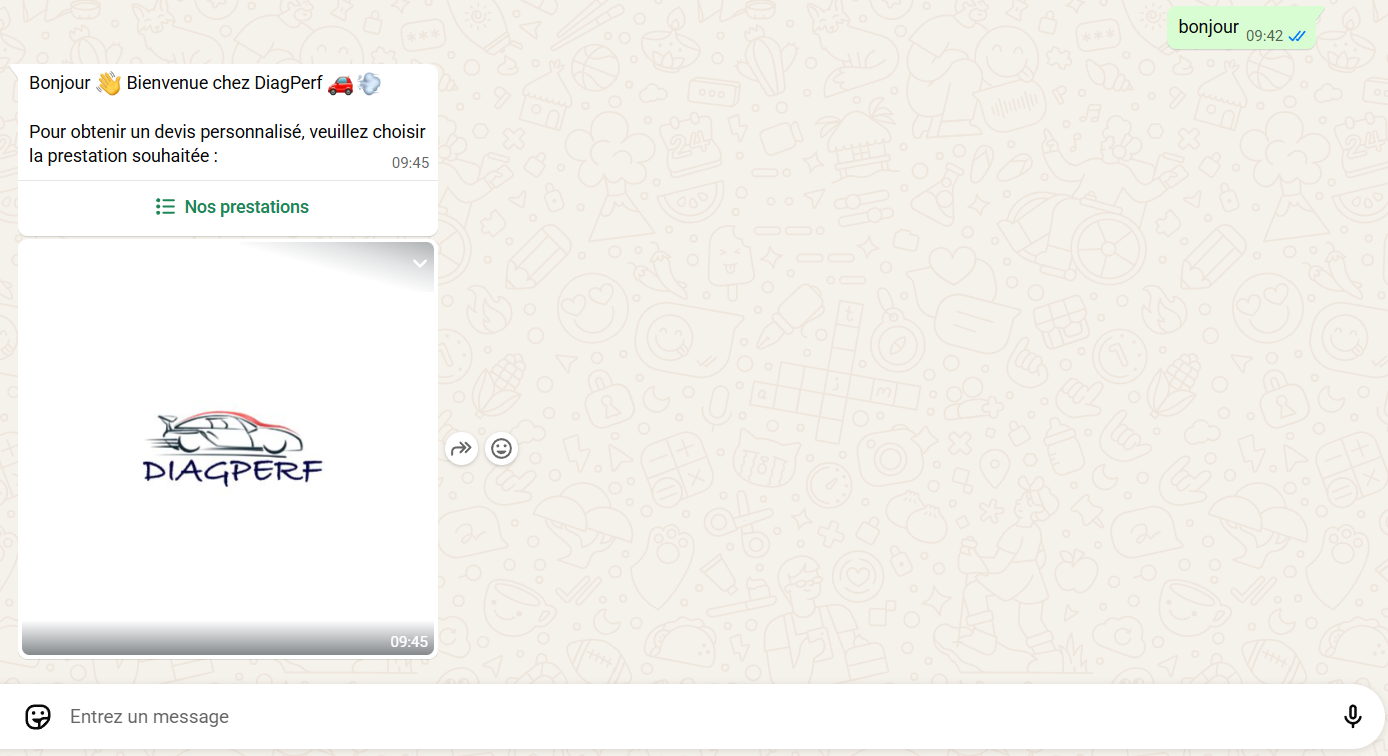 bonjour 09:42
Bonjour 👋 Bienvenue chez DiagPerf 🚗💨
Pour obtenir un devis personnalisé, veuillez choisir
la prestation souhaitée :
09:45
Nos prestations
DIAGPERF
09:45
Entrez un message